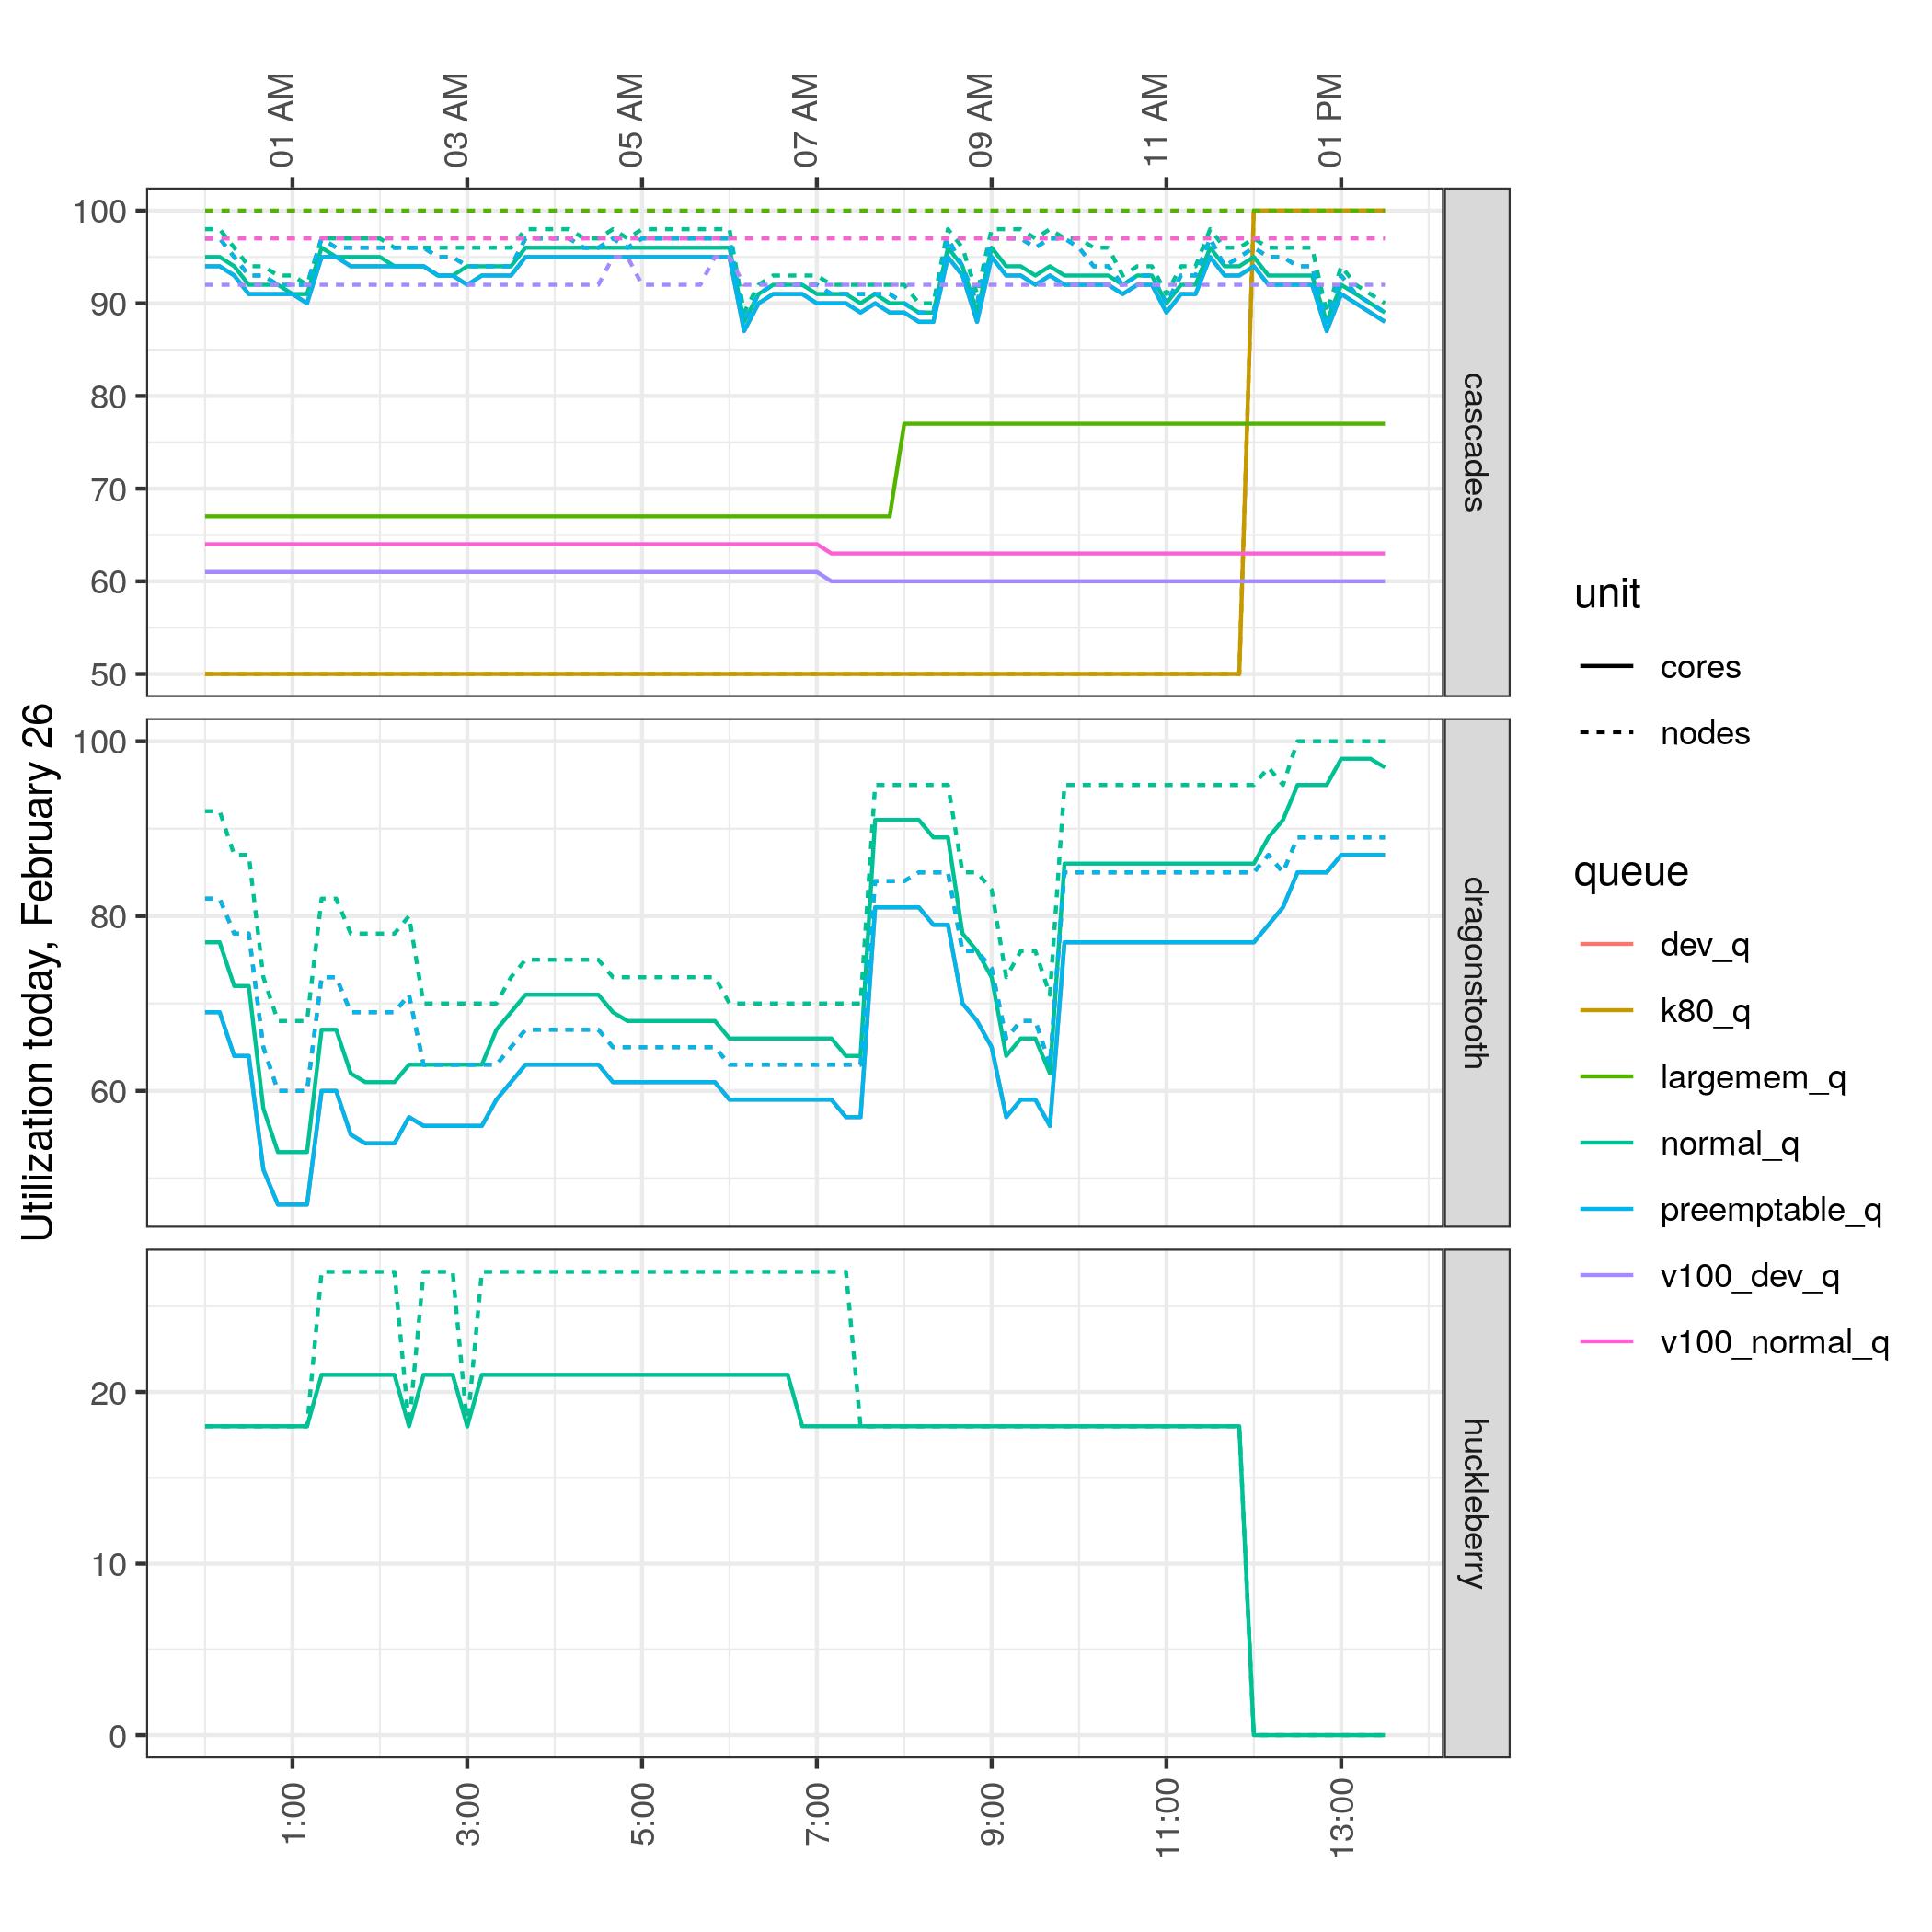 01 AM
03 AM
05 AM
07 AM
09 AM
11 AM
01 PM
Utilization today, February 26
100
90
80
70
60
50
cascades
100
80
60
dragonstooth
20
10
0
huckleberry
1:00
3:00
5:00
7:00
9:00
11:00
13:00
unit
cores
nodes
queue
dev_q
k80_q
largemem_q
normal_q
preemptable_q
v100_dev_q
v100_normal_q